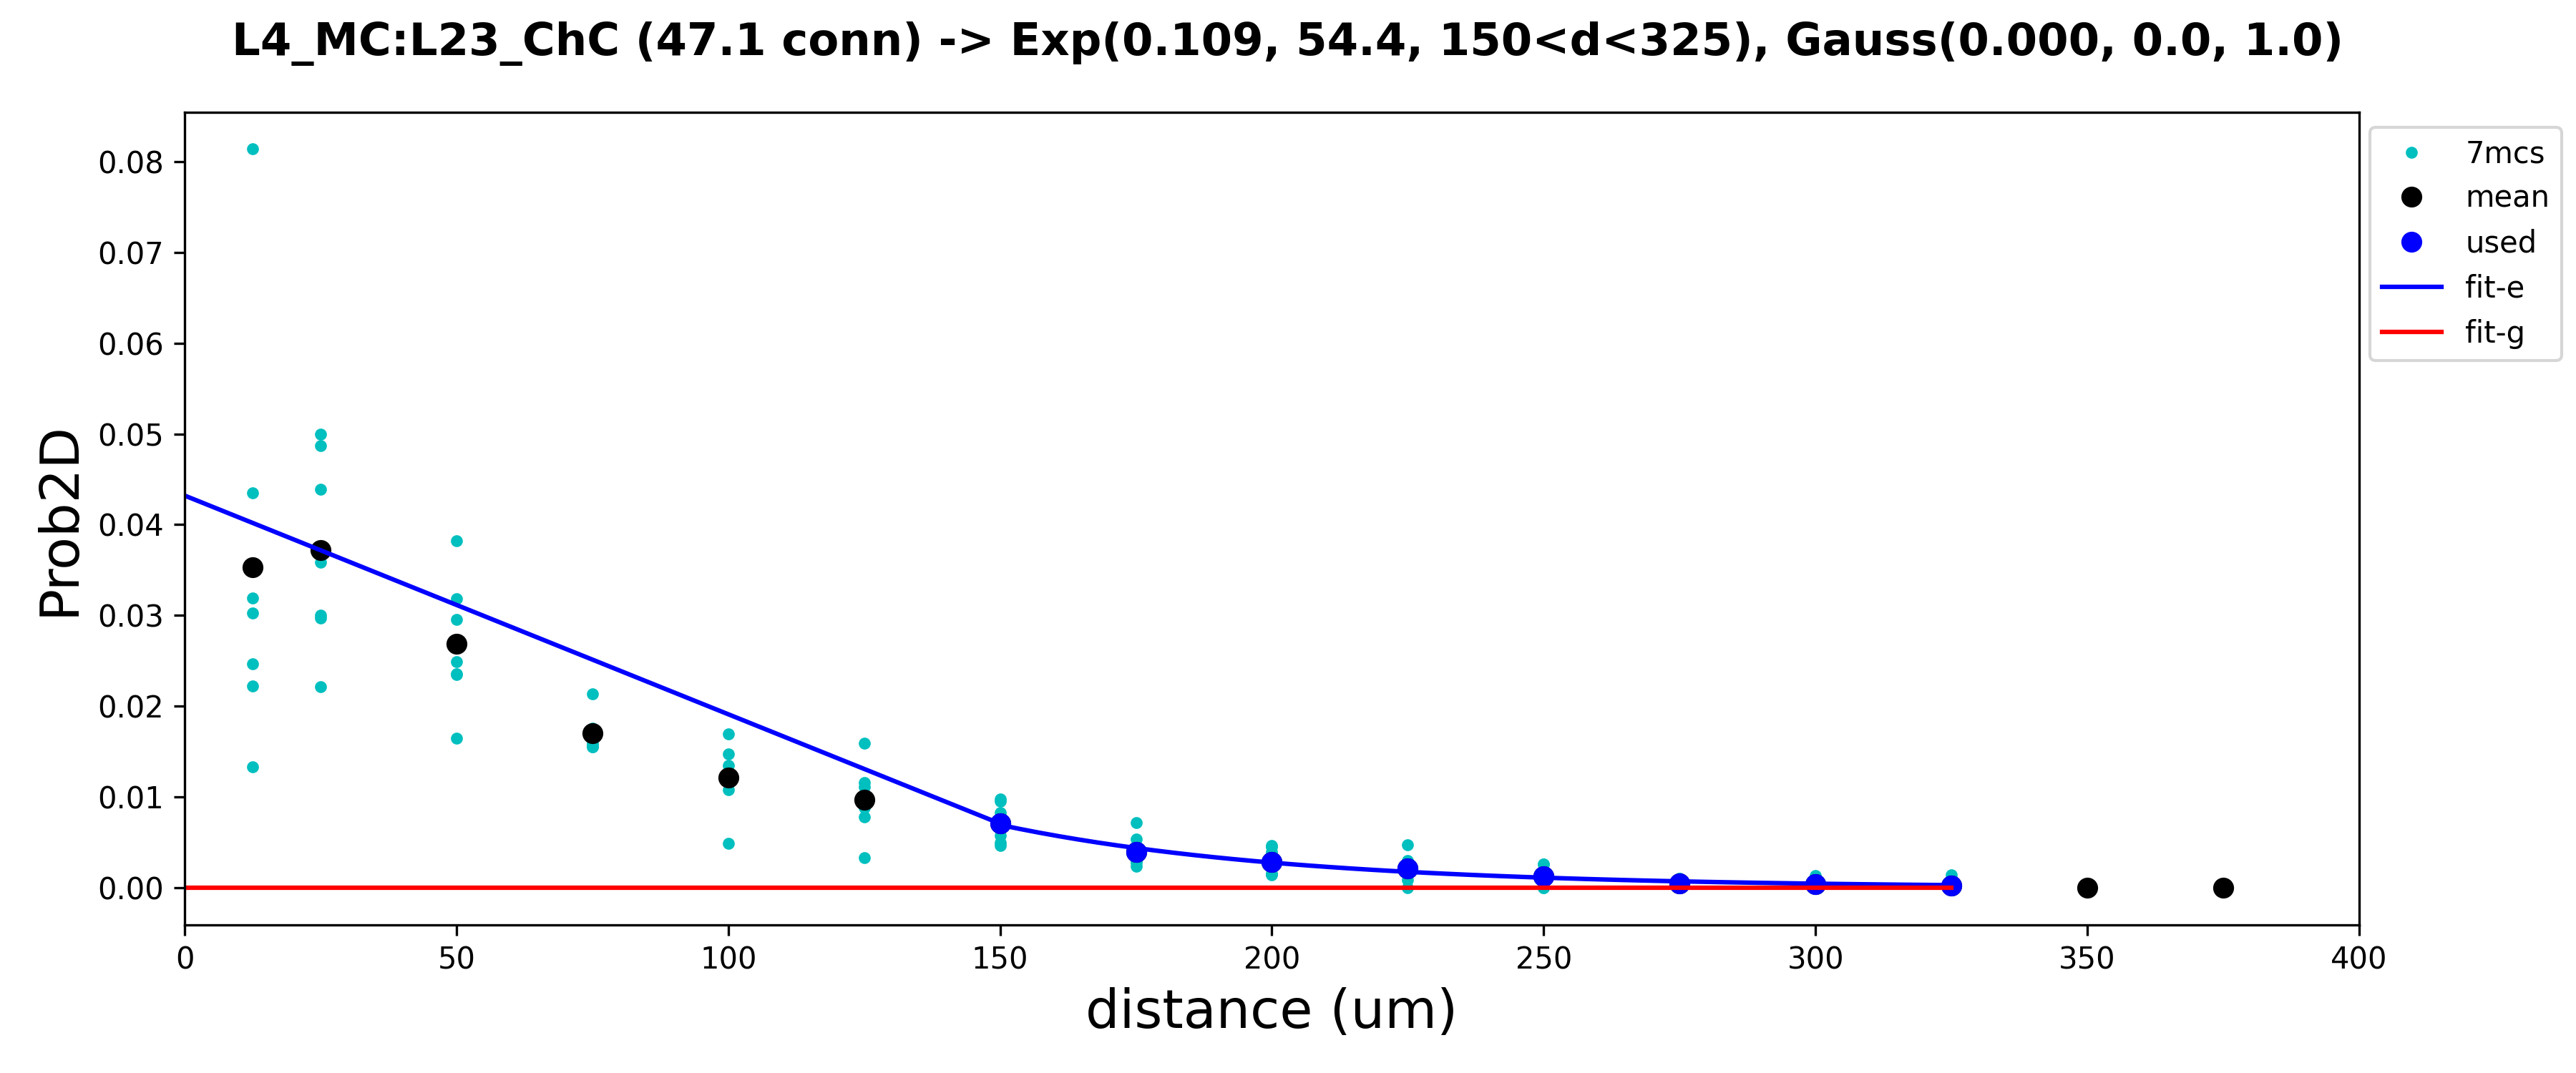 L4_MC:L23_ChC (47.1 conn) -> Exp(0.109, 54.4, 150<d<325), Gauss(0.000, 0.0, 1.0)
0.08
0.07
0.06
0.05
0.04
0.03
0.02
0.01
0.00
Prob2D
0 50 100 150 200 250 300 350 400
distance (um)
7mcs
mean
used
fit-e
fit-g